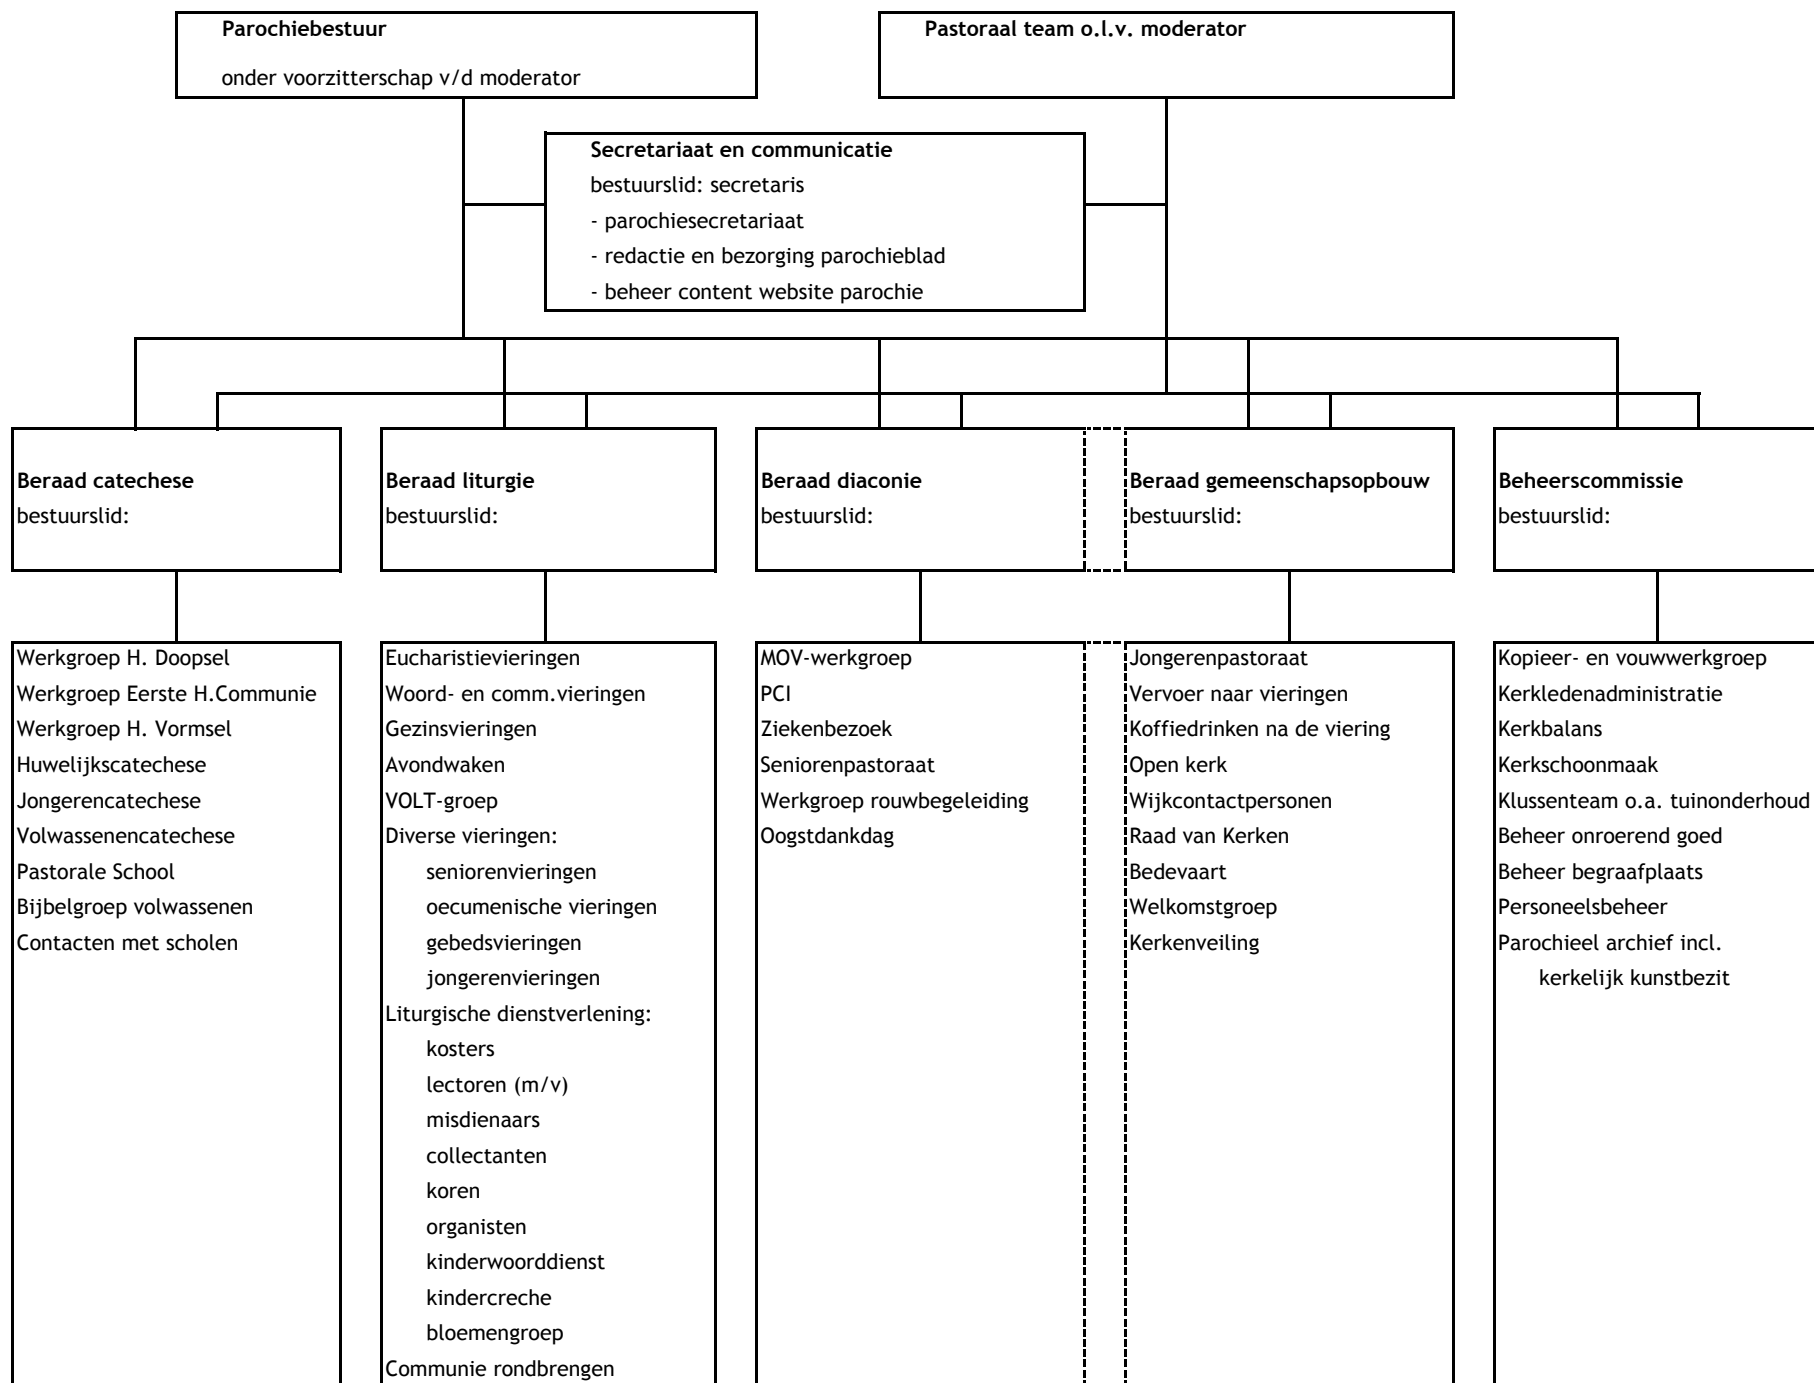 Parochiebestuur
onder voorzitterschap v/d moderator
Pastoraal team o.l.v. moderator
Secretariaat en communicatie
bestuurslid: secretaris
- parochiesecretariaat
- redactie en bezorging parochieblad
- beheer content website parochie
Beraad catechese
bestuurslid:
Beraad liturgie
bestuurslid:
Beraad diaconie
bestuurslid:
Beraad gemeenschapsopbouw
bestuurslid:
Beheerscommissie
bestuurslid:
Werkgroep H. Doopsel
Werkgroep Eerste H.Communie
Werkgroep H. Vormsel
Huwelijkscatechese
Jongerencatechese
Volwassenencatechese
Pastorale School
Bijbelgroep volwassenen
Contacten met scholen
Eucharistievieringen
Woord- en comm.vieringen
Gezinsvieringen
Avondwaken
VOLT-groep
Diverse vieringen:
seniorenvieringen
oecumenische vieringen
gebedsvieringen
jongerenvieringen
Liturgische dienstverlening:
kosters
lectoren (m/v)
misdienaars
collectanten
koren
organisten
kinderwoorddienst
kindercreche
bloemengroep
Communie rondbrengen
MOV-werkgroep
PCI
Ziekenbezoek
Seniorenpastoraat
Werkgroep rouwbegeleiding
Oogstdankdag
Jongerenpastoraat
Vervoer naar vieringen
Koffiedrinken na de viering
Open kerk
Wijkcontactpersonen
Raad van Kerken
Bedevaart
Welkomstgroep
Kerkenveiling
Kopieer- en vouwwerkgroep
Kerkledenadministratie
Kerkbalans
Kerkschoonmaak
Klussenteam o.a. tuinonderhoud
Beheer onroerend goed
Beheer begraafplaats
Personeelsbeheer
Parochieel archief incl.
kerkelijk kunstbezit